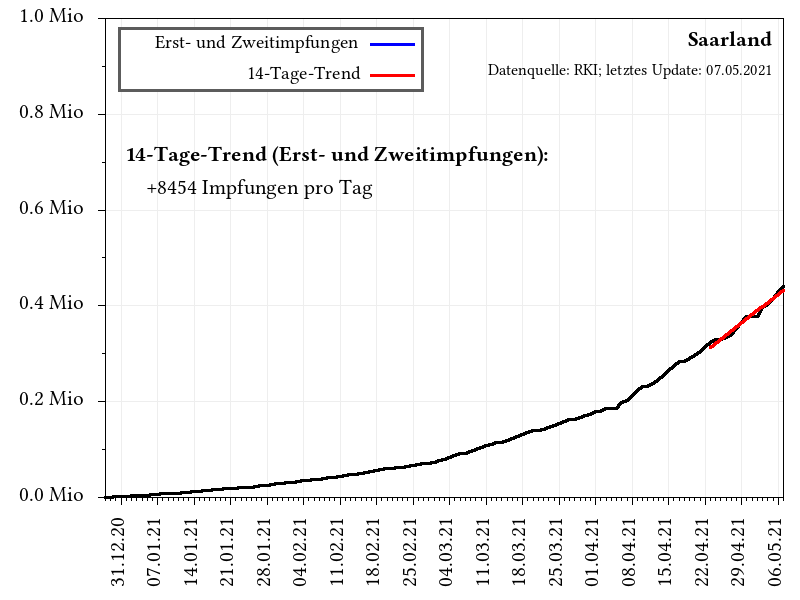 1.0 Mio
Erst- und Zweitimpfungen
14-Tage-Trend
Saarland
Datenquelle: RKI; letztes Update: 07.05.2021
0.8 Mio
14-Tage-Trend (Erst- und Zweitimpfungen):
+8454 Impfungen pro Tag
0.6 Mio
0.4 Mio
0.2 Mio
0.0 Mio
31.12.20
07.01.21
14.01.21
21.01.21
28.01.21
04.02.21
11.02.21
18.02.21
25.02.21
04.03.21
11.03.21
18.03.21
25.03.21
01.04.21
08.04.21
15.04.21
22.04.21
29.04.21
06.05.21